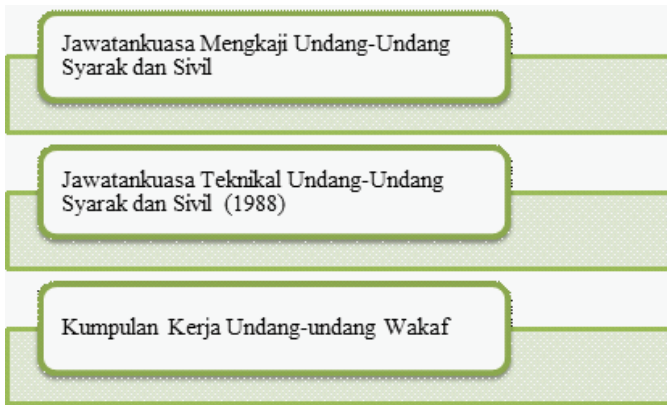 Jawatankuasa Mengkaji Undang-Undang
Syarak dan Sivil
Jawatankuasa Teknikal Undang-Undang
Syarak dan Sivil (1988)
Kumpulan Kerja Undang-undang Wakaf